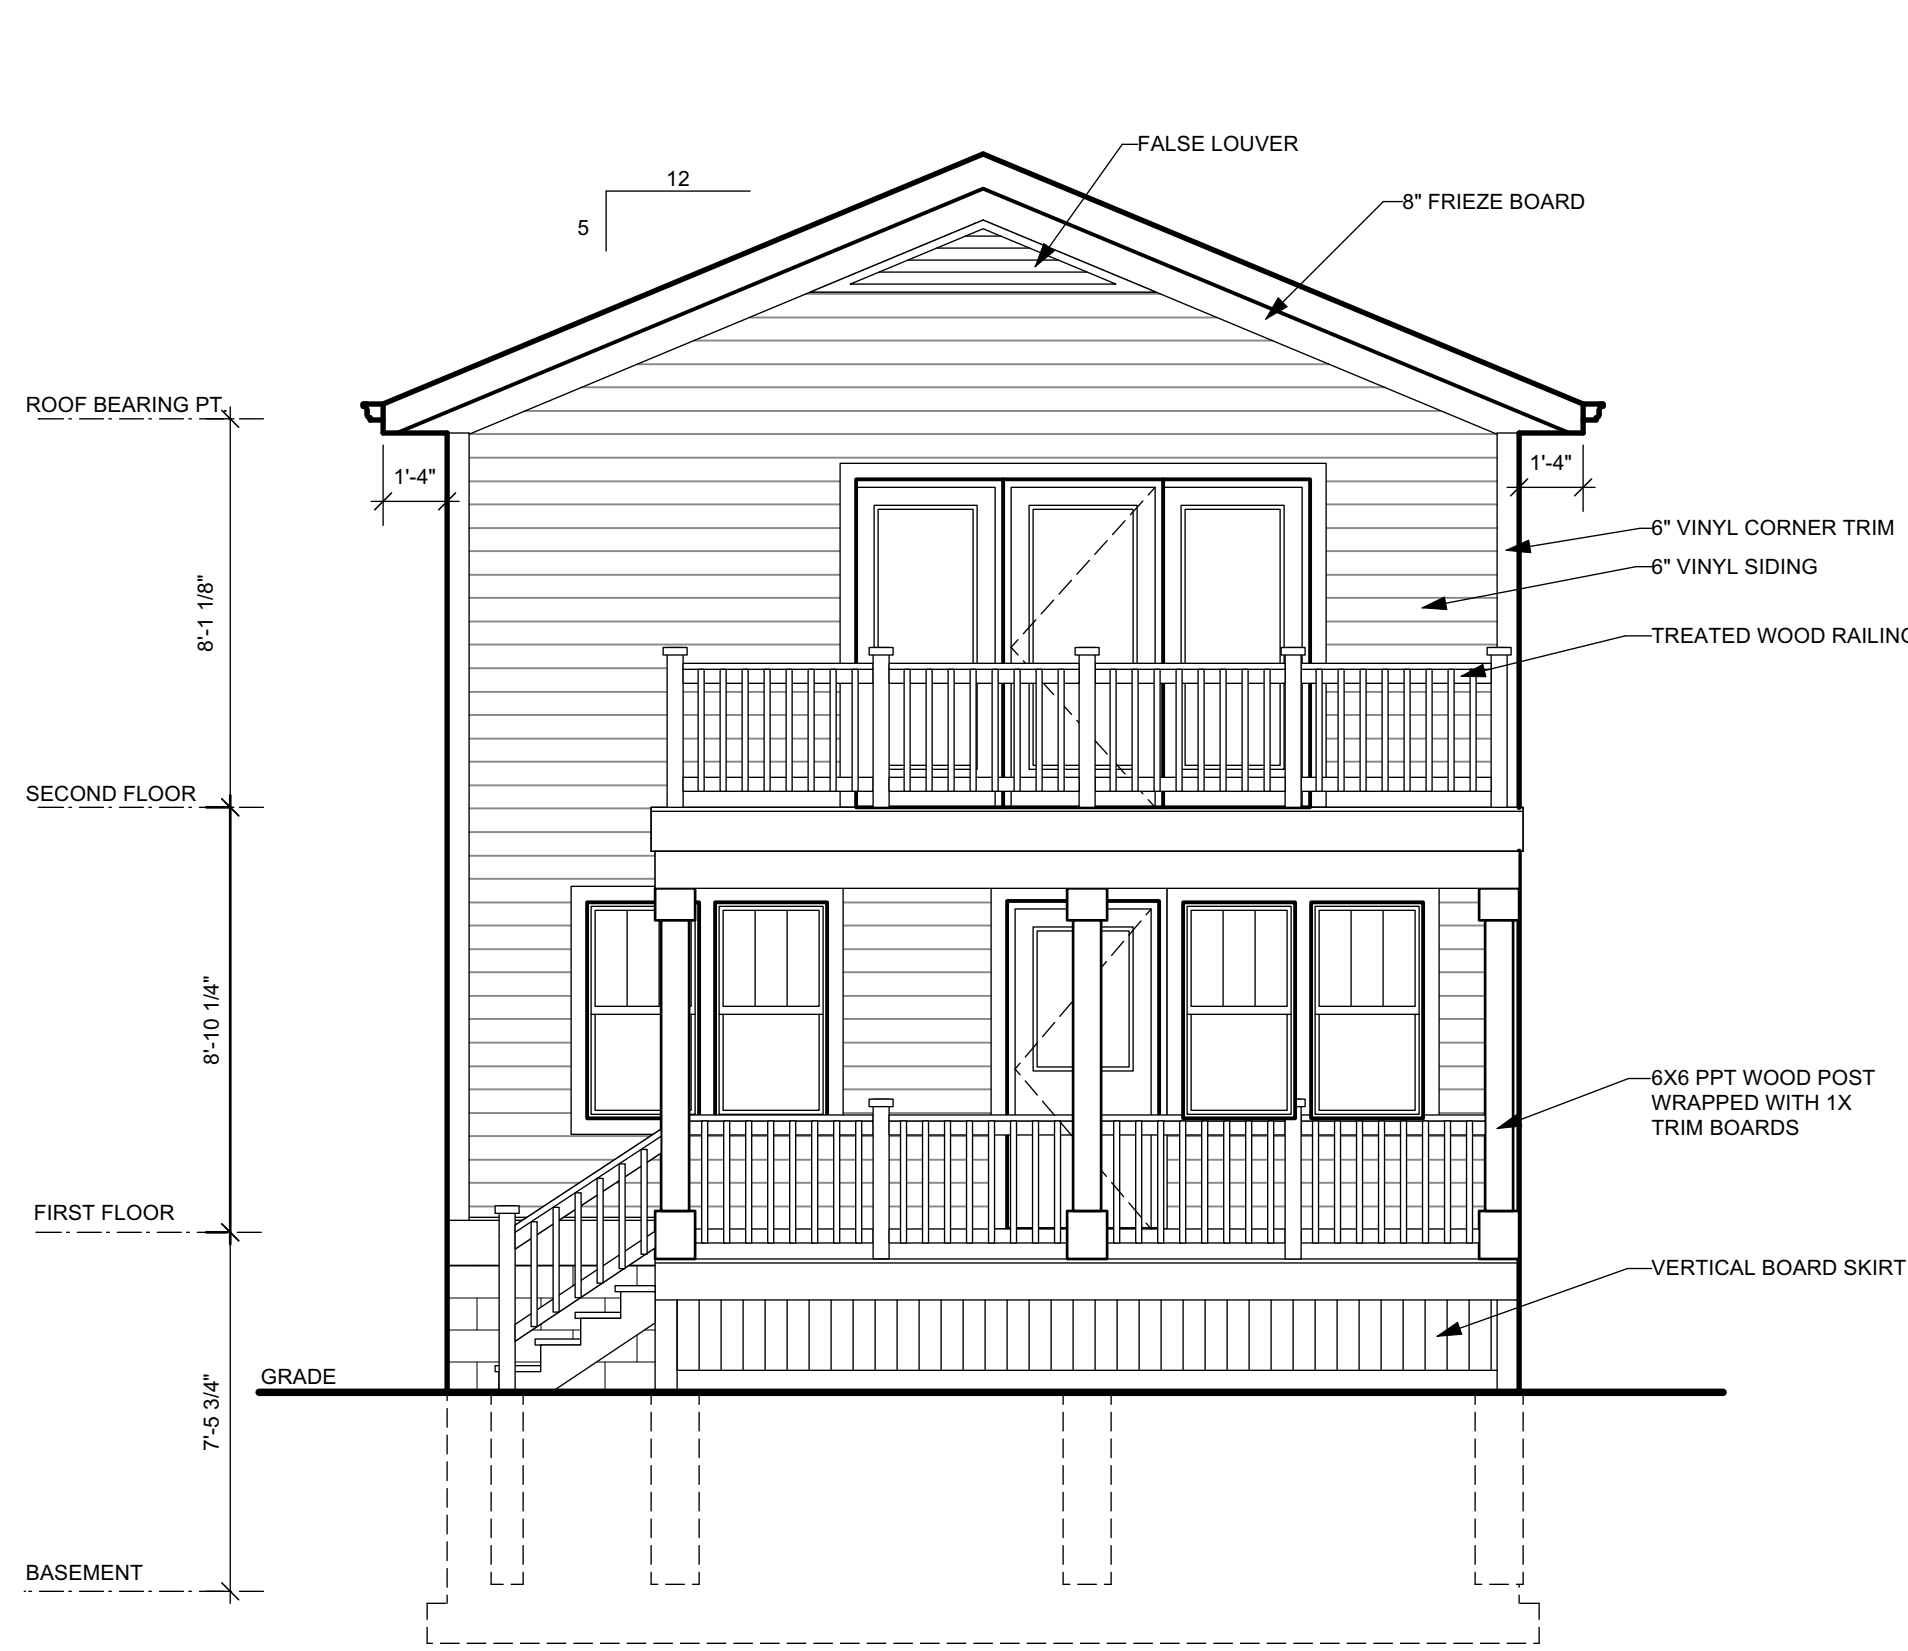 FALSE LOUVER
12
8" FRIEZE BOARD
5
ROOF BEARING PT.
1'-4"
1'-4"
6" VINYL CORNER TRIM
6" VINYL SIDING
8'-1 1/8"
TREATED WOOD RAILING
SECOND FLOOR
8'-10 1/4"
6X6 PPT WOOD POST
WRAPPED WITH 1X
TRIM BOARDS
FIRST FLOOR
VERTICAL BOARD SKIRT
GRADE
7'-5 3/4"
BASEMENT